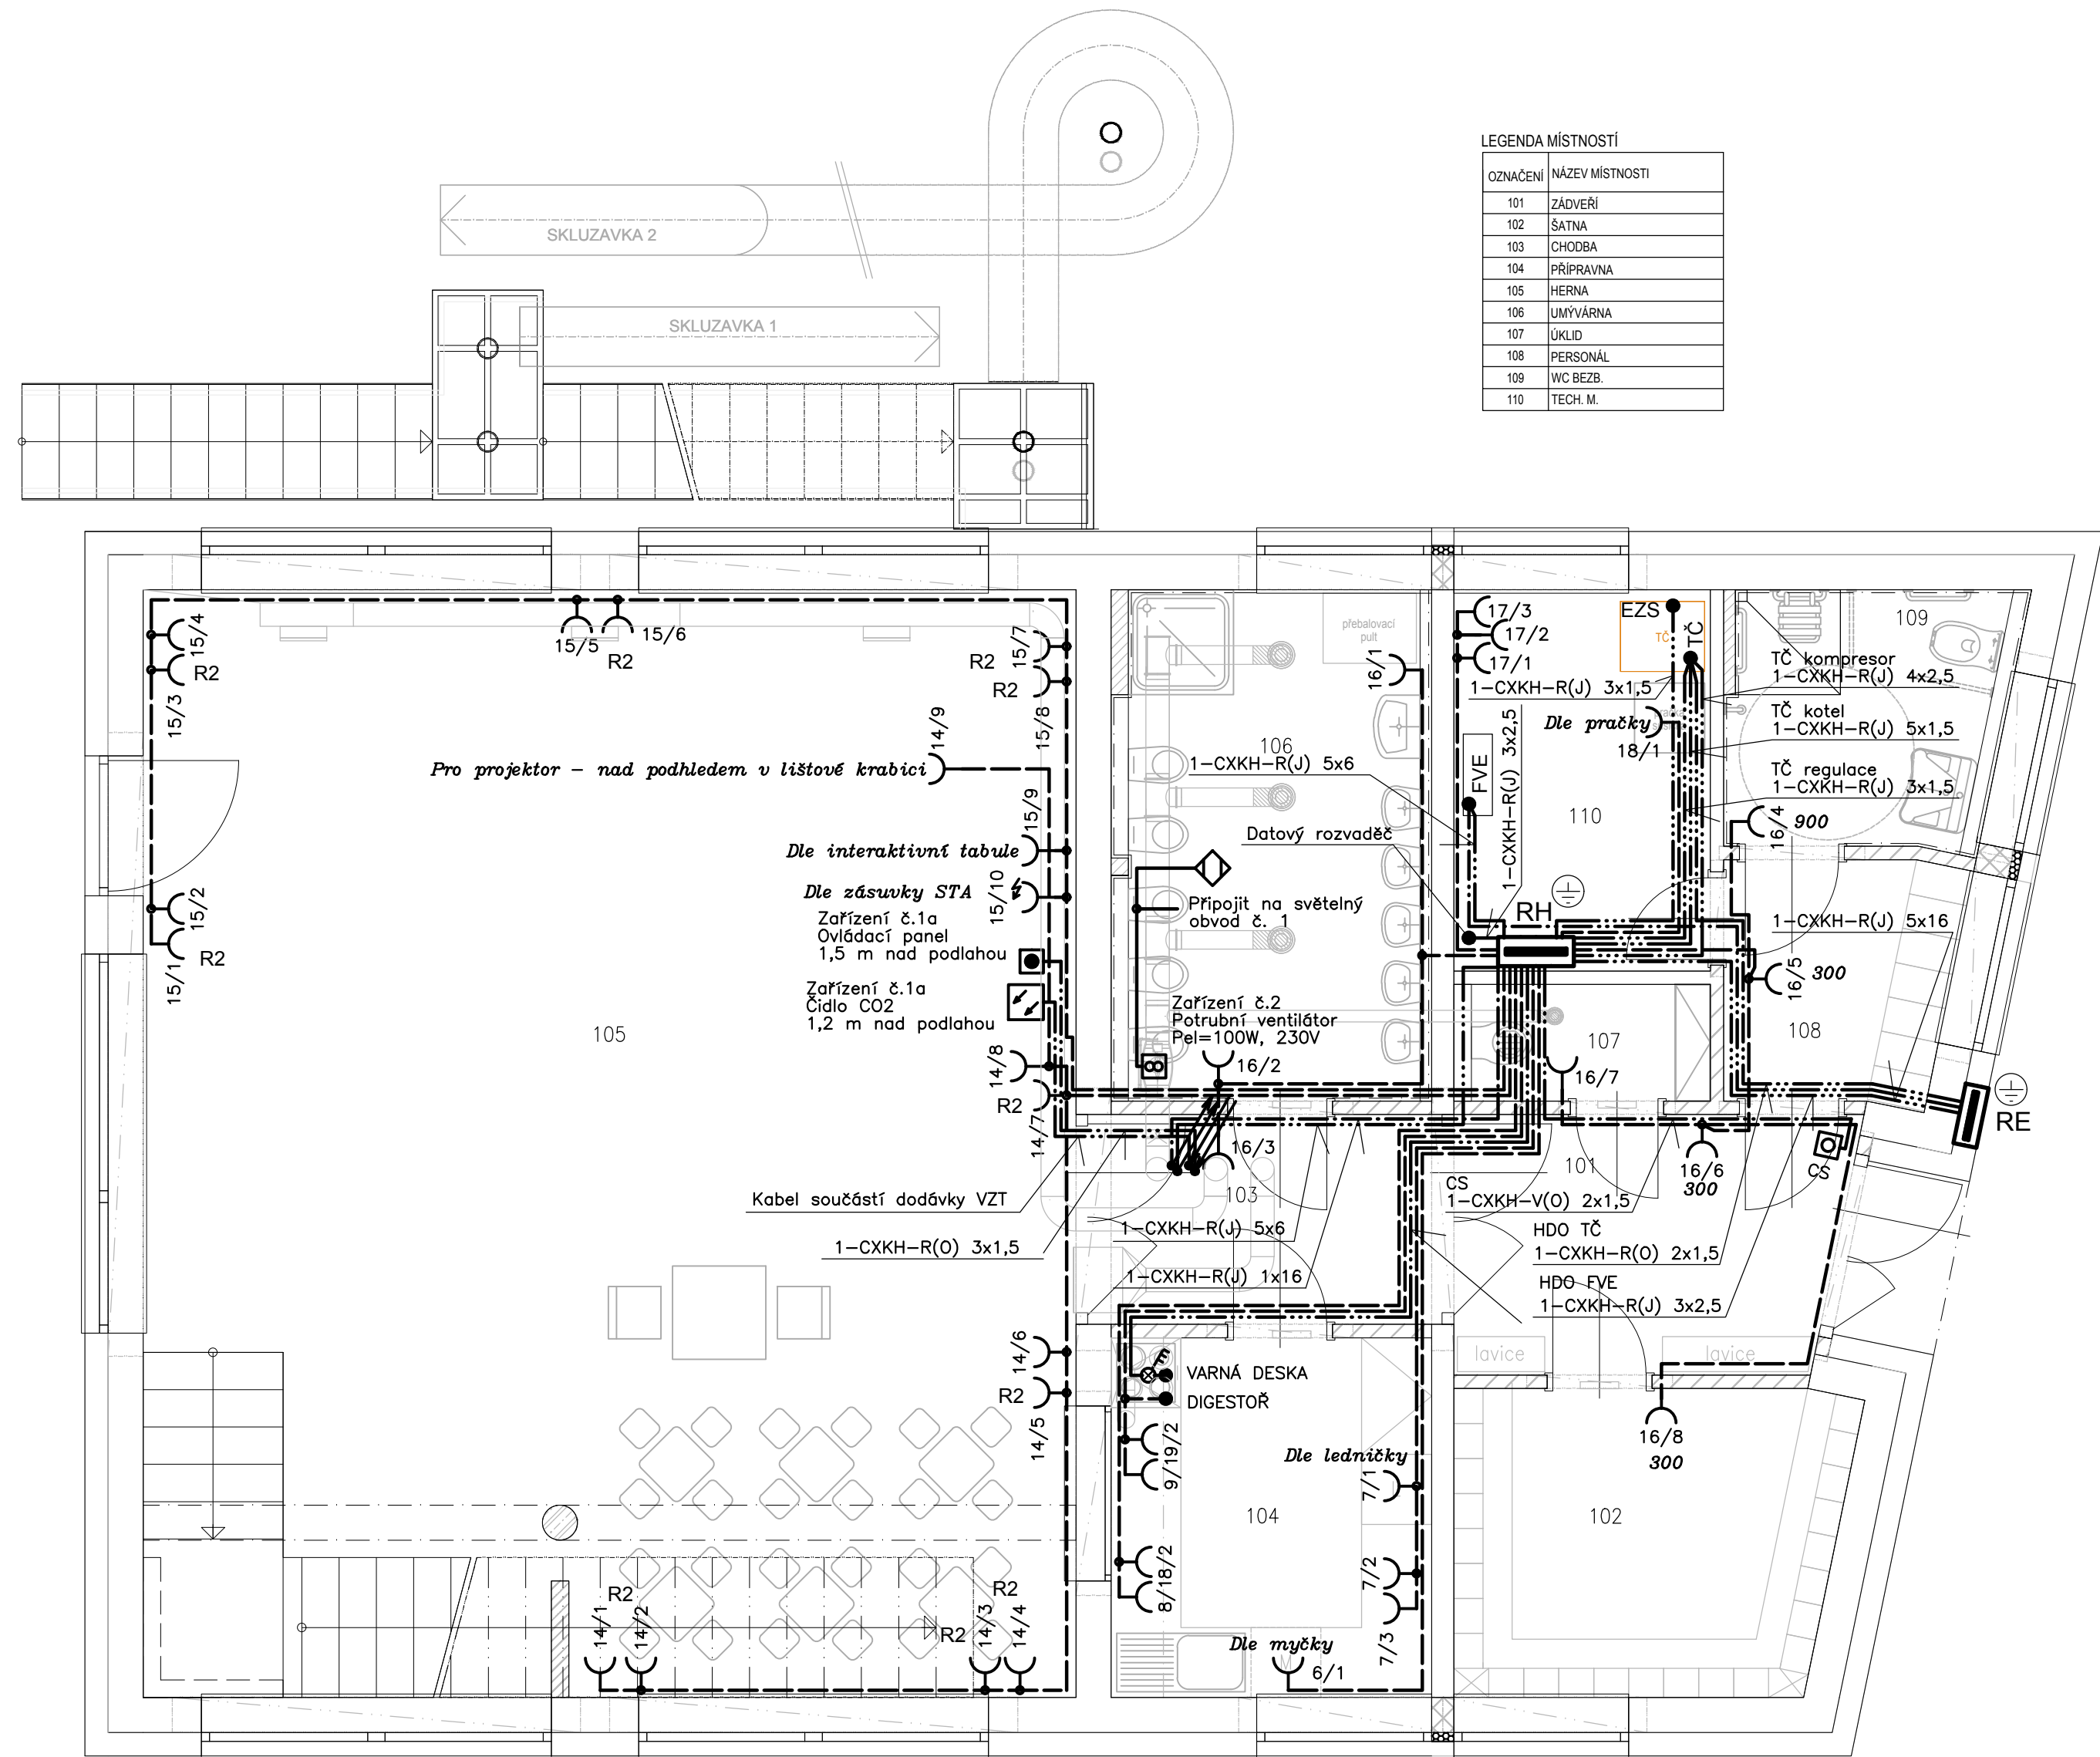 LEGENDA MÍSTNOSTÍ
OZNAČENÍ NÁZEV MÍSTNOSTI
101 ZÁDVEŘÍ
102 ŠATNA
103 CHODBA
104 PŘÍPRAVNA
105 HERNA
106 UMÝVÁRNA
107 ÚKLID
108 PERSONÁL
109 WC BEZB.
110 TECH. M.
SKLUZAVKA 2
SKLUZAVKA 1
15/4
R2
15/3
15/5
R2
15/6
R2
15/7
R2
15/8
14/9
Pro projektor – nad podhledem v lištové krabici
15/9
Dle interaktivní tabule
15/10
Dle zásuvky STA
Zařízení č.1a
Ovládací panel
1,5 m nad podlahou
Zařízení č.1a
Čidlo CO2
1,2 m nad podlahou
15/2
R2
15/1
105
14/8
R2
14/7
Kabel součástí dodávky VZT
1-CXKH-R(O) 3x1,5
14/6
R2
14/5
R2
14/1
14/2
R2
R2
14/3
14/4
přebalovací
pult
16/1
106
1-CXKH-R(J) 5x6
Datový rozvaděč
Připojit na světelný
obvod č. 1
Zařízení č.2
Potrubní ventilátor
Pel=100W, 230V
16/2
16/3
103
1-CXKH-R(J) 5x6
1-CXKH-R(J) 1x16
17/3
17/2
17/1
EZS
TČ
TČ
1-CXKH-R(J) 3x1,5
1-CXKH-R(J) 3x2,5
Dle pračky
18/1
FVE
110
RH
109
TČ kompresor
1-CXKH-R(J) 4x2,5
TČ kotel
1-CXKH-R(J) 5x1,5
TČ regulace
1-CXKH-R(J) 3x1,5
16/4
900
1-CXKH-R(J) 5x16
16/5
300
108
107
16/7
RE
101
16/6
300
CS
CS
1-CXKH-V(O) 2x1,5
HDO TČ
1-CXKH-R(O) 2x1,5
HDO FVE
1-CXKH-R(J) 3x2,5
lavice
lavice
16/8
300
102
E
VARNÁ DESKA
DIGESTOŘ
9/19/2
Dle ledničky
7/1
104
8/18/2
7/2
7/3
Dle myčky
M
6/1